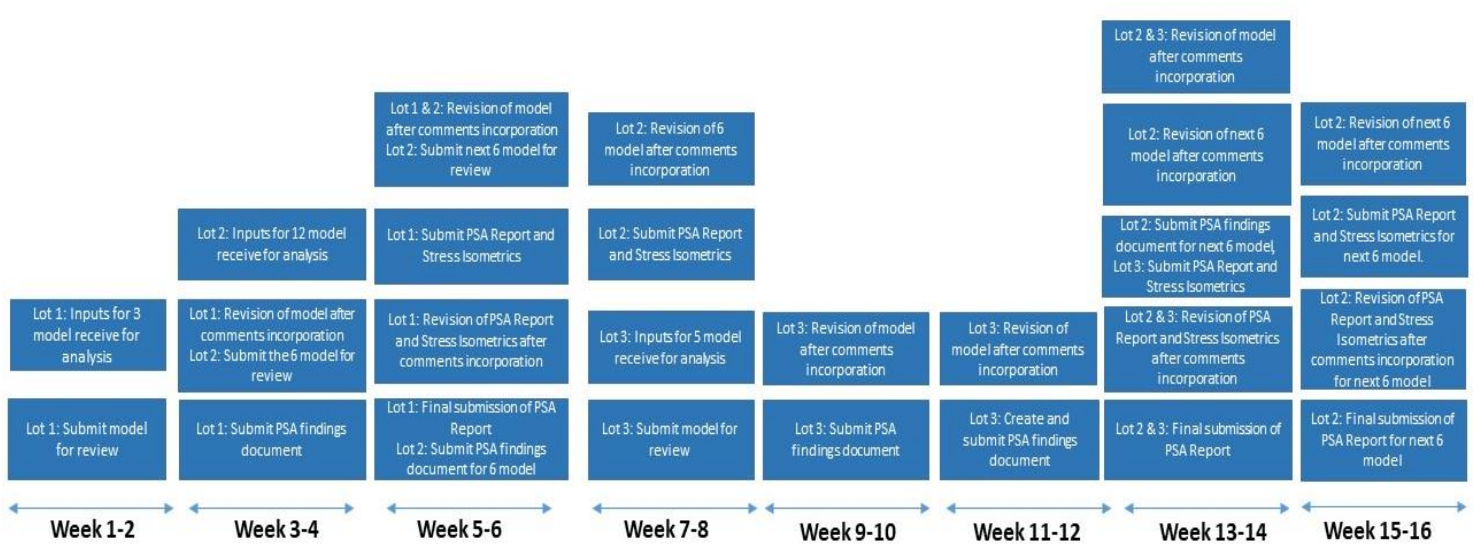 Lot 1: Inputs for 3
model receive for
analysis
Lot 1: Submit model
for review
Week 1-2
Lot 2: Inputs for 12 model
receive for analysis
Lot 1: Revision of model after
comments incorporation
Lot 2: Submit the 6 model for
review
Lot 1: Submit PSA findings
document
Week 3-4
Lot 1 & 2: Revision of model
after comments incorporation
Lot 2: Submit next 6 model for
review
Lot 1: Submit PSA Report and
Stress Isometrics
Lot 1: Revision of PSA Report
and Stress Isometrics after
comments incorporation
Lot 1: Final submission of PSA
Report
Lot 2: Submit PSA findings
document for 6 model
Week 5-6
Lot 2: Revision of 6
model after comments
incorporation
Lot 2: Submit PSA Report
and Stress Isometrics
Lot 3: Inputs for 5 model
receive for analysis
Lot 3: Submit model for
review
Week 7-8
Lot 3: Revision of model
after comments
incorporation
Lot 3: Submit PSA
findings document
Week 9-10
Lot 3: Revision of
model after comments
incorporation
Lot 3: Create and
submit PSA findings
document
Week 11-12
Lot 2 & 3: Revision of model
after comments
incorporation
Lot 2: Revision of next 6
model after comments
incorporation
Lot 2: Submit PSA findings
document for next 6 model,
Lot 3: Submit PSA Report and
Stress Isometrics
Lot 2 & 3: Revision of PSA
Report and Stress Isometrics
after comments
incorporation
Lot 2 & 3: Final submission of
PSA Report
Week 13-14
Lot 2: Revision of next 6
model after comments
incorporation
Lot 2: Submit PSA Report
and Stress Isometrics for
next 6 model.
Lot 2: Revision of PSA
Report and Stress
Isometrics after
comments incorporation
for next 6 model
Lot 2: Final submission of
PSA Report for next 6
model
Week 15-16